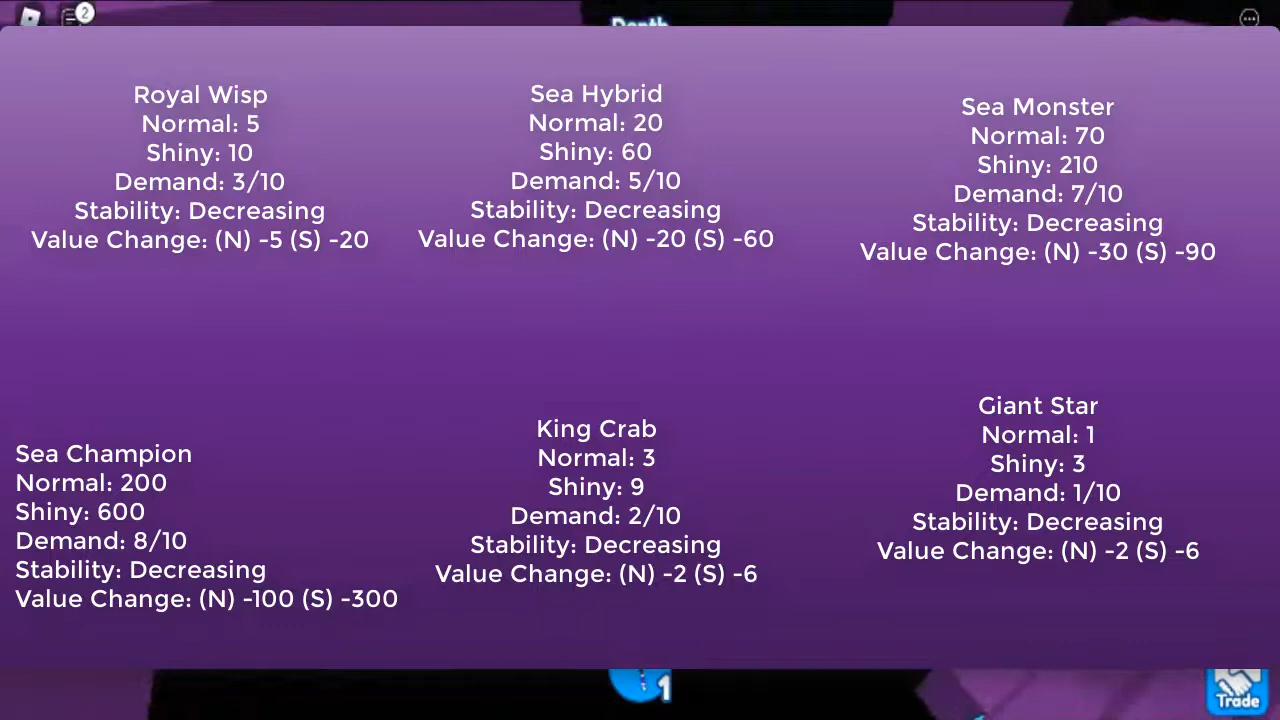 2
Depth
Royal Wisp
Normal: 5
Shiny: 10
Demand: 3/10
Stability: Decreasing
Value Change: (N) -5 (S) -20
Sea Hybrid
Normal: 20
Shiny: 60
Demand: 5/10
Stability: Decreasing
Value Change: (N) -20 (S) -60
Sea Monster
Normal: 70
Shiny: 210
Demand: 7/10
Stability: Decreasing
Value Change: (N) -30 (S) -90
Sea Champion
Normal: 200
Shiny: 600
Demand: 8/10
Stability: Decreasing
Value Change: (N) -100 (S) -300
King Crab
Normal: 3
Shiny: 9
Demand: 2/10
Stability: Decreasing
Value Change: (N) -2 (S) -6
Giant Star
Normal: 1
Shiny: 3
Demand: 1/10
Stability: Decreasing
Value Change: (N) -2 (S) -6
1
Trade